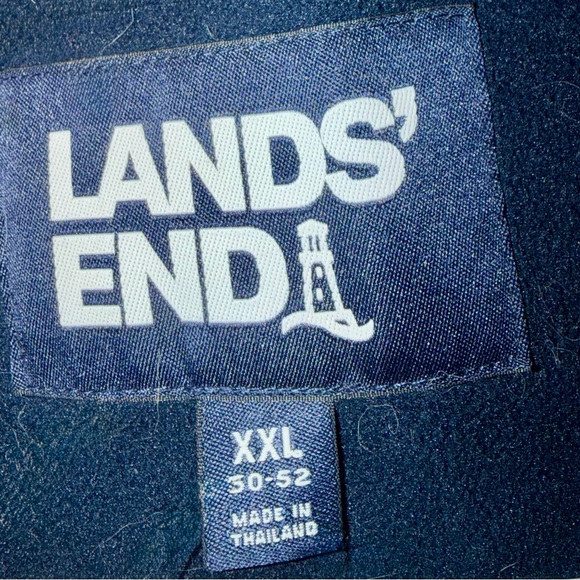 LANDS'
END
XXL
50-52
MADE IN
THAILAND